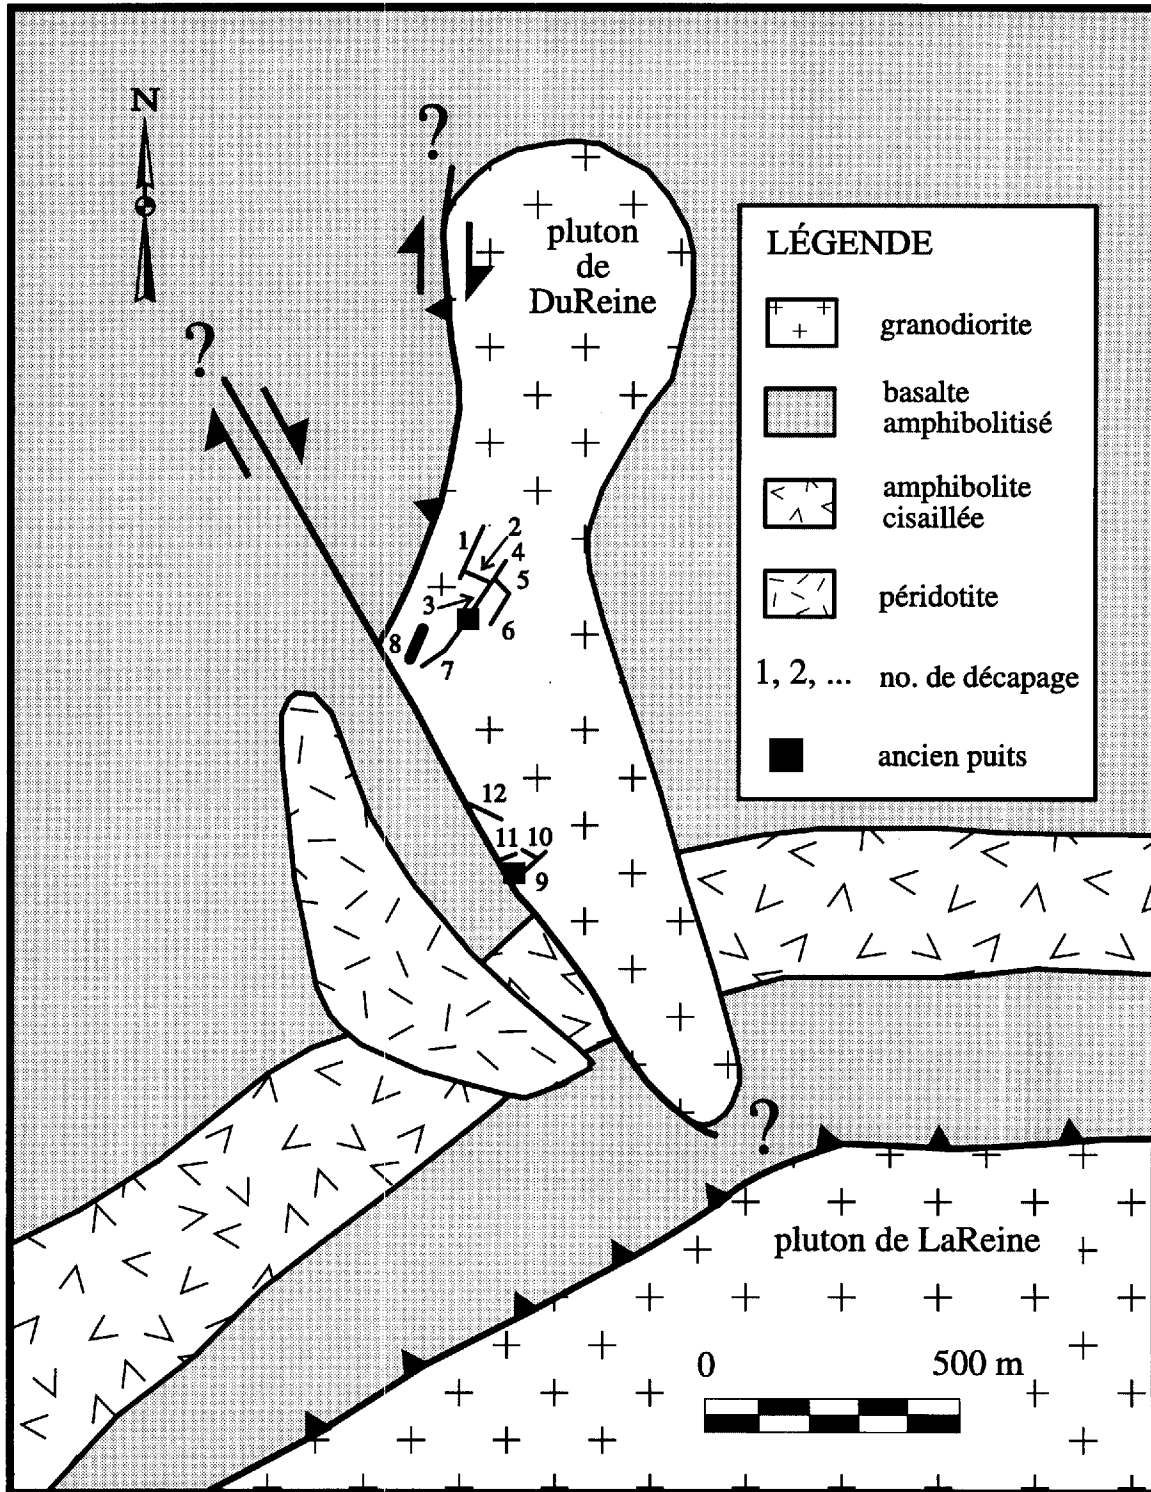 N
?
pluton
de
DuReine
?
LÉGENDE
granodiorite
basalte
amphibolitisé
amphibolite
cisaillée
péridotite
1, 2, ... no. de décapage
ancien puits
1
2
4
5
3
6
8
7
12
11 10
9
?
pluton de LaReine
0 500 m